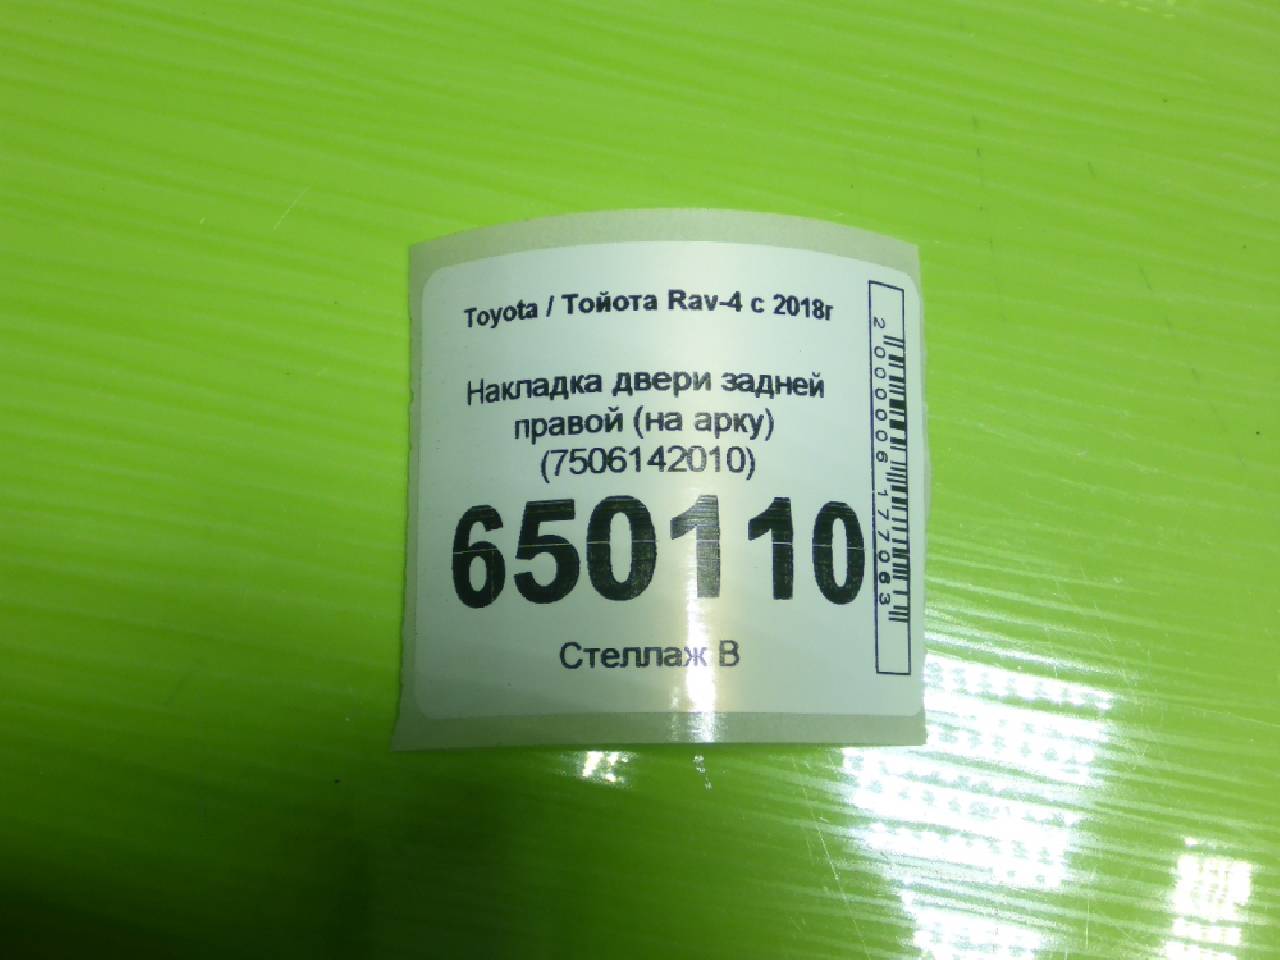 Toyota / Тойота Rav-4 с 2018г
Накладка двери задней
правой (на арку)
(7506142010)
650110
Стеллаж В
2000006177063